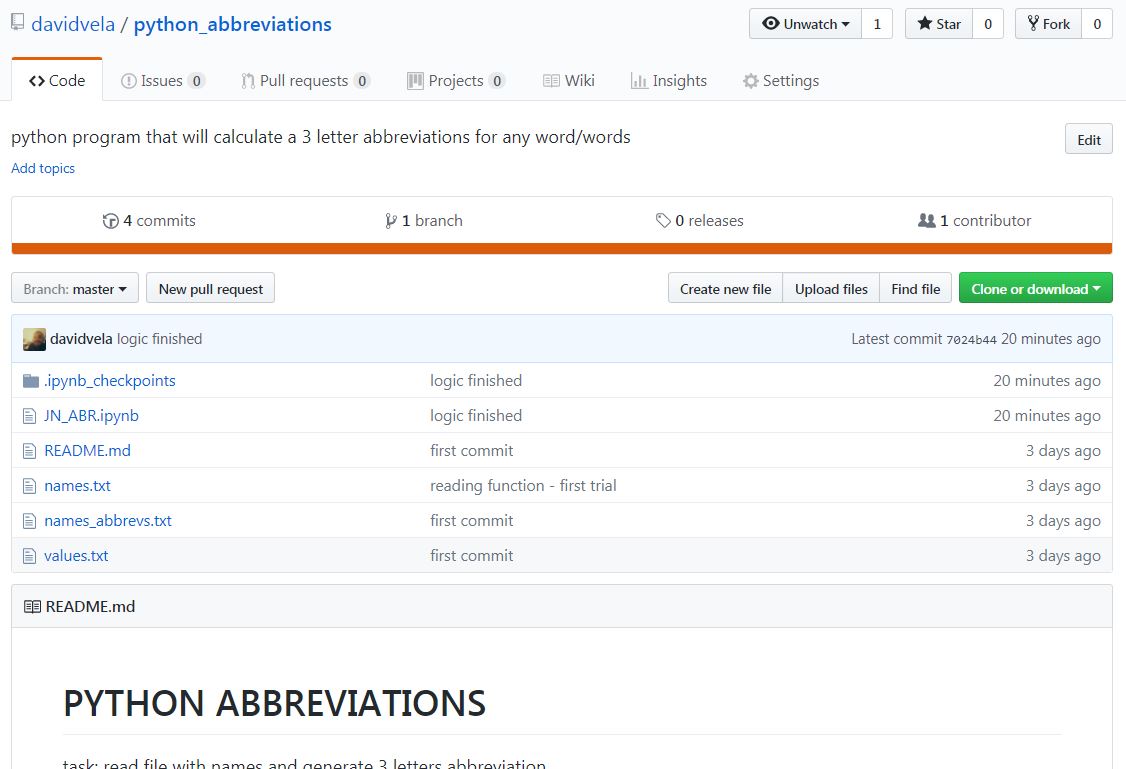 davidvela / python_abbreviations
Unwatch 1 Star 0 Fork 0
Code Issues 0 Pull requests 0 Projects 0 Wiki Insights Settings
python program that will calculate a 3 letter abbreviations for any word/words
Edit
Add topics
4 commits 1 branch 0 releases 1 contributor
Branch: master New pull request Create new file Upload files Find file Clone or download
davidvela logic finished Latest commit 7024b44 20 minutes ago
.ipynb_checkpoints logic finished 20 minutes ago
JN_ABR.ipynb logic finished 20 minutes ago
README.md first commit 3 days ago
names.txt reading function - first trial 3 days ago
names_abbrevs.txt first commit 3 days ago
values.txt first commit 3 days ago
README.md
PYTHON ABBREVIATIONS
task: read file with names and generate 3 letters abbreviation